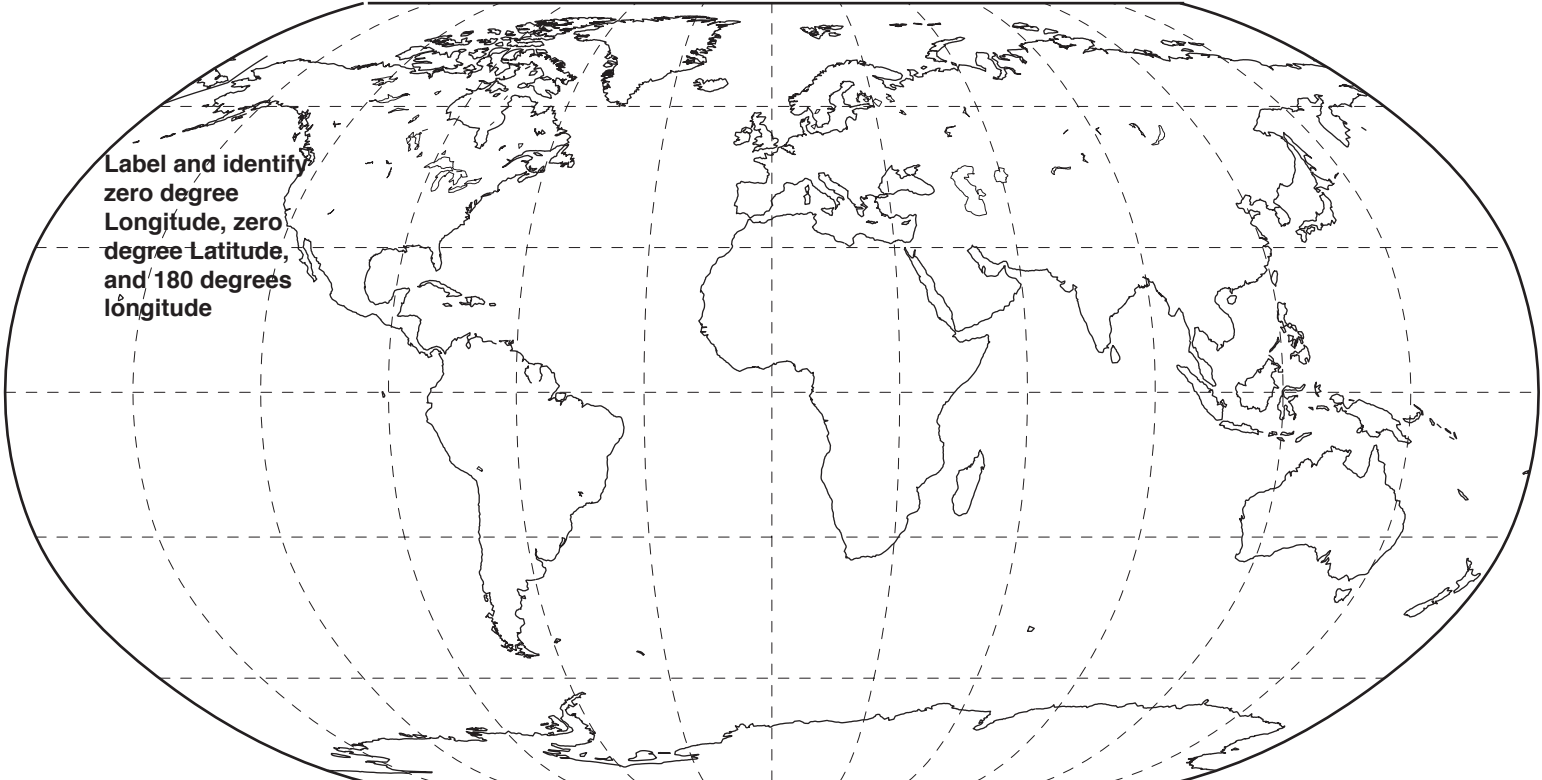 Label and identify
zero degree
Longitude, zero
degree Latitude,
and 180 degrees
longitude